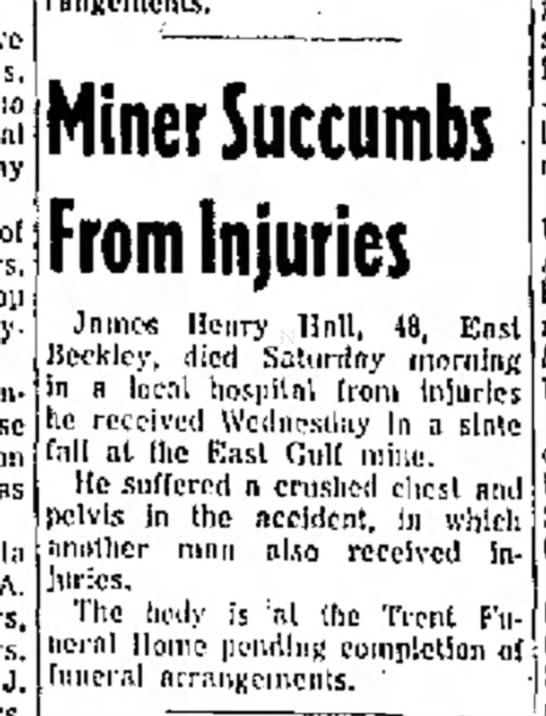 rangements.
Miner Succumbs
From Injuries
James Henry Hall, 48, East
Beckley, died Saturday morning
in a local hospital from injuries
he received Wednesday in a slate
fall at the East Gulf mine.
He suffered a crushed chest and
pelvis in the accident, in which
another man also received in-
juries.
The body is at the Trent Fu-
neral Home pending completion of
funeral arrangements.